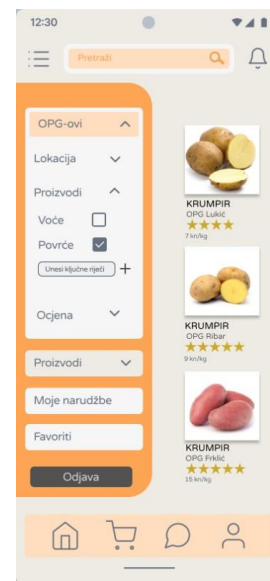 12:30
Pretraži
OPG-ovi
Lokacija
Proizvodi
Voće
Povrće
Unesi ključne riječi
+
Ocjena
Proizvodi
Moje narudžbe
Favoriti
Odjava
KRUMPIR
OPG Lukić
7 kn/kg
KRUMPIR
OPG Ribar
9 kn/kg
KRUMPIR
OPG Frklić
15 kn/kg